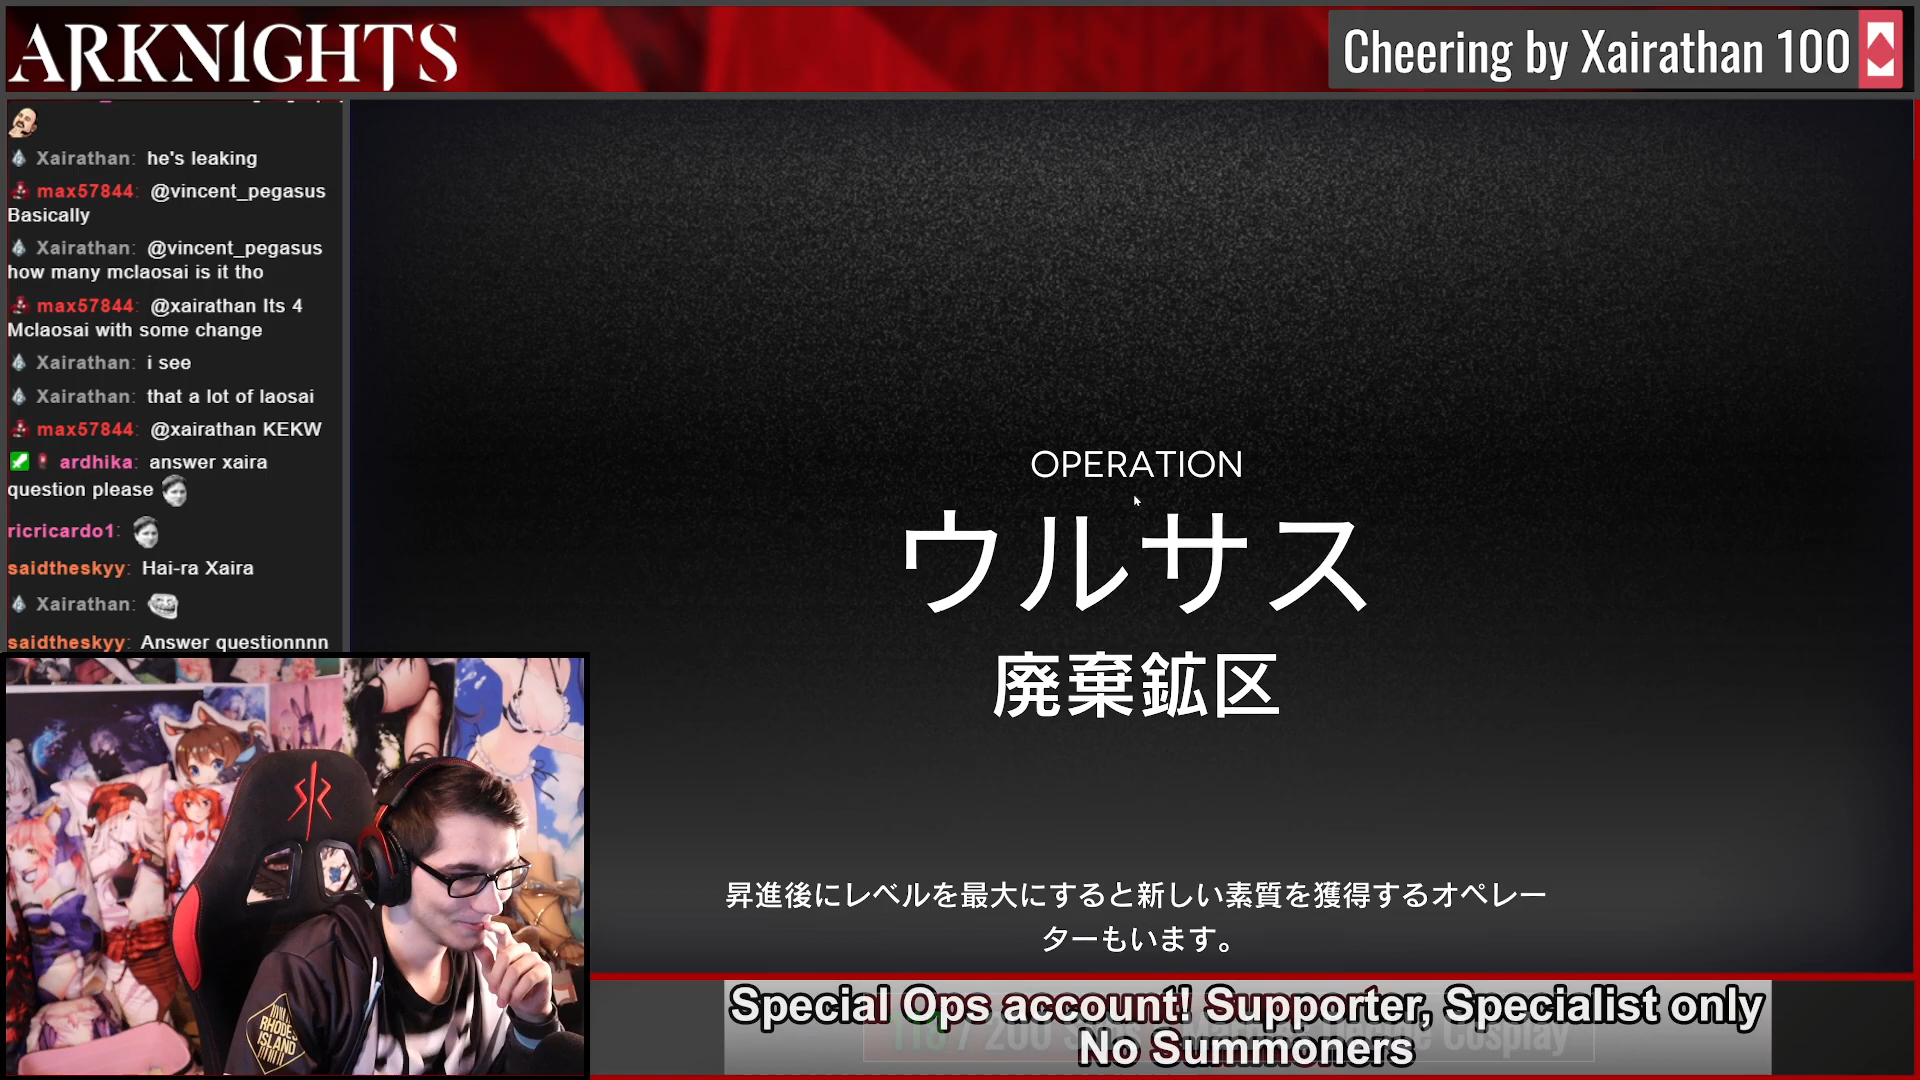 ARKNIGHTS
Cheering by Xairathan 100
Xairathan: he's leaking
max57844: @vincent_pegasus
Basically
Xairathan: @vincent_pegasus
how many mclaosai is it tho
max57844: @xairathan Its 4
Mclaosai with some change
Xairathan: i see
Xairathan: that a lot of laosai
max57844: @xairathan KEKW
ardhika: answer xaira
question please
ricricardo1:
saidtheskyy: Hai-ra Xaira
Xairathan:
saidtheskyy: Answer questionnnn
OPERATION
ウルサス
廃棄鉱区
昇進後にレベルを最大にすると新しい素質を獲得するオペレー
ターもいます。
RHODES
ISLAND
Special Ops account! Supporter, Specialist only
No Summoners